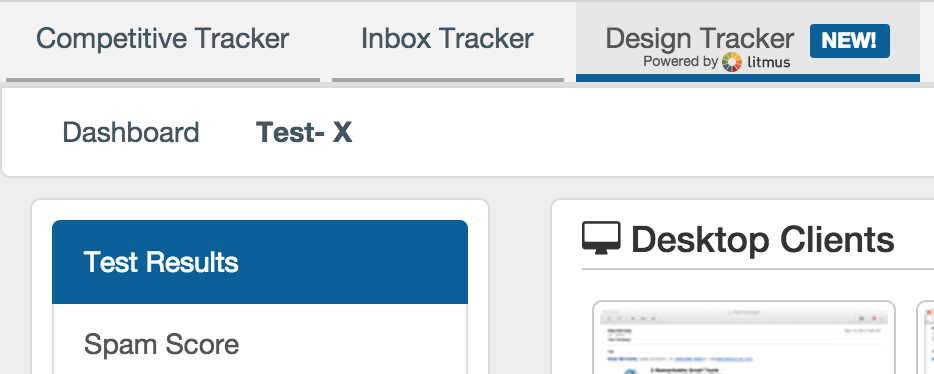 Competitive Tracker
Inbox Tracker
Design Tracker NEW!
Powered by litmus
Dashboard
Test- X
Test Results
Spam Score
Desktop Clients